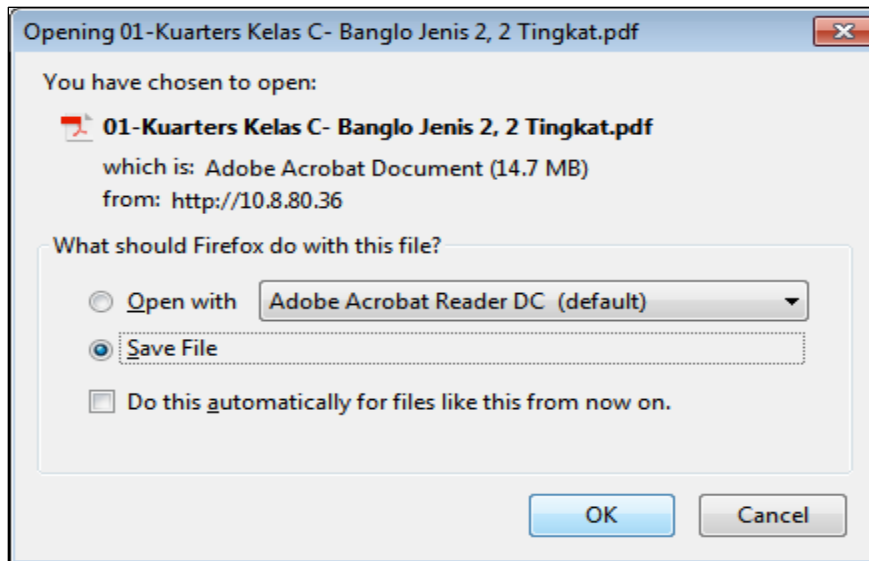 Opening 01-Kuarters Kelas C- Banglo Jenis 2, 2 Tingkat.pdf
You have chosen to open:
01-Kuarters Kelas C- Banglo Jenis 2, 2 Tingkat.pdf
which is: Adobe Acrobat Document (14.7 MB)
from: http://10.8.80.36
What should Firefox do with this file?
Open with Adobe Acrobat Reader DC (default)
Save File
Do this automatically for files like this from now on.
OK Cancel